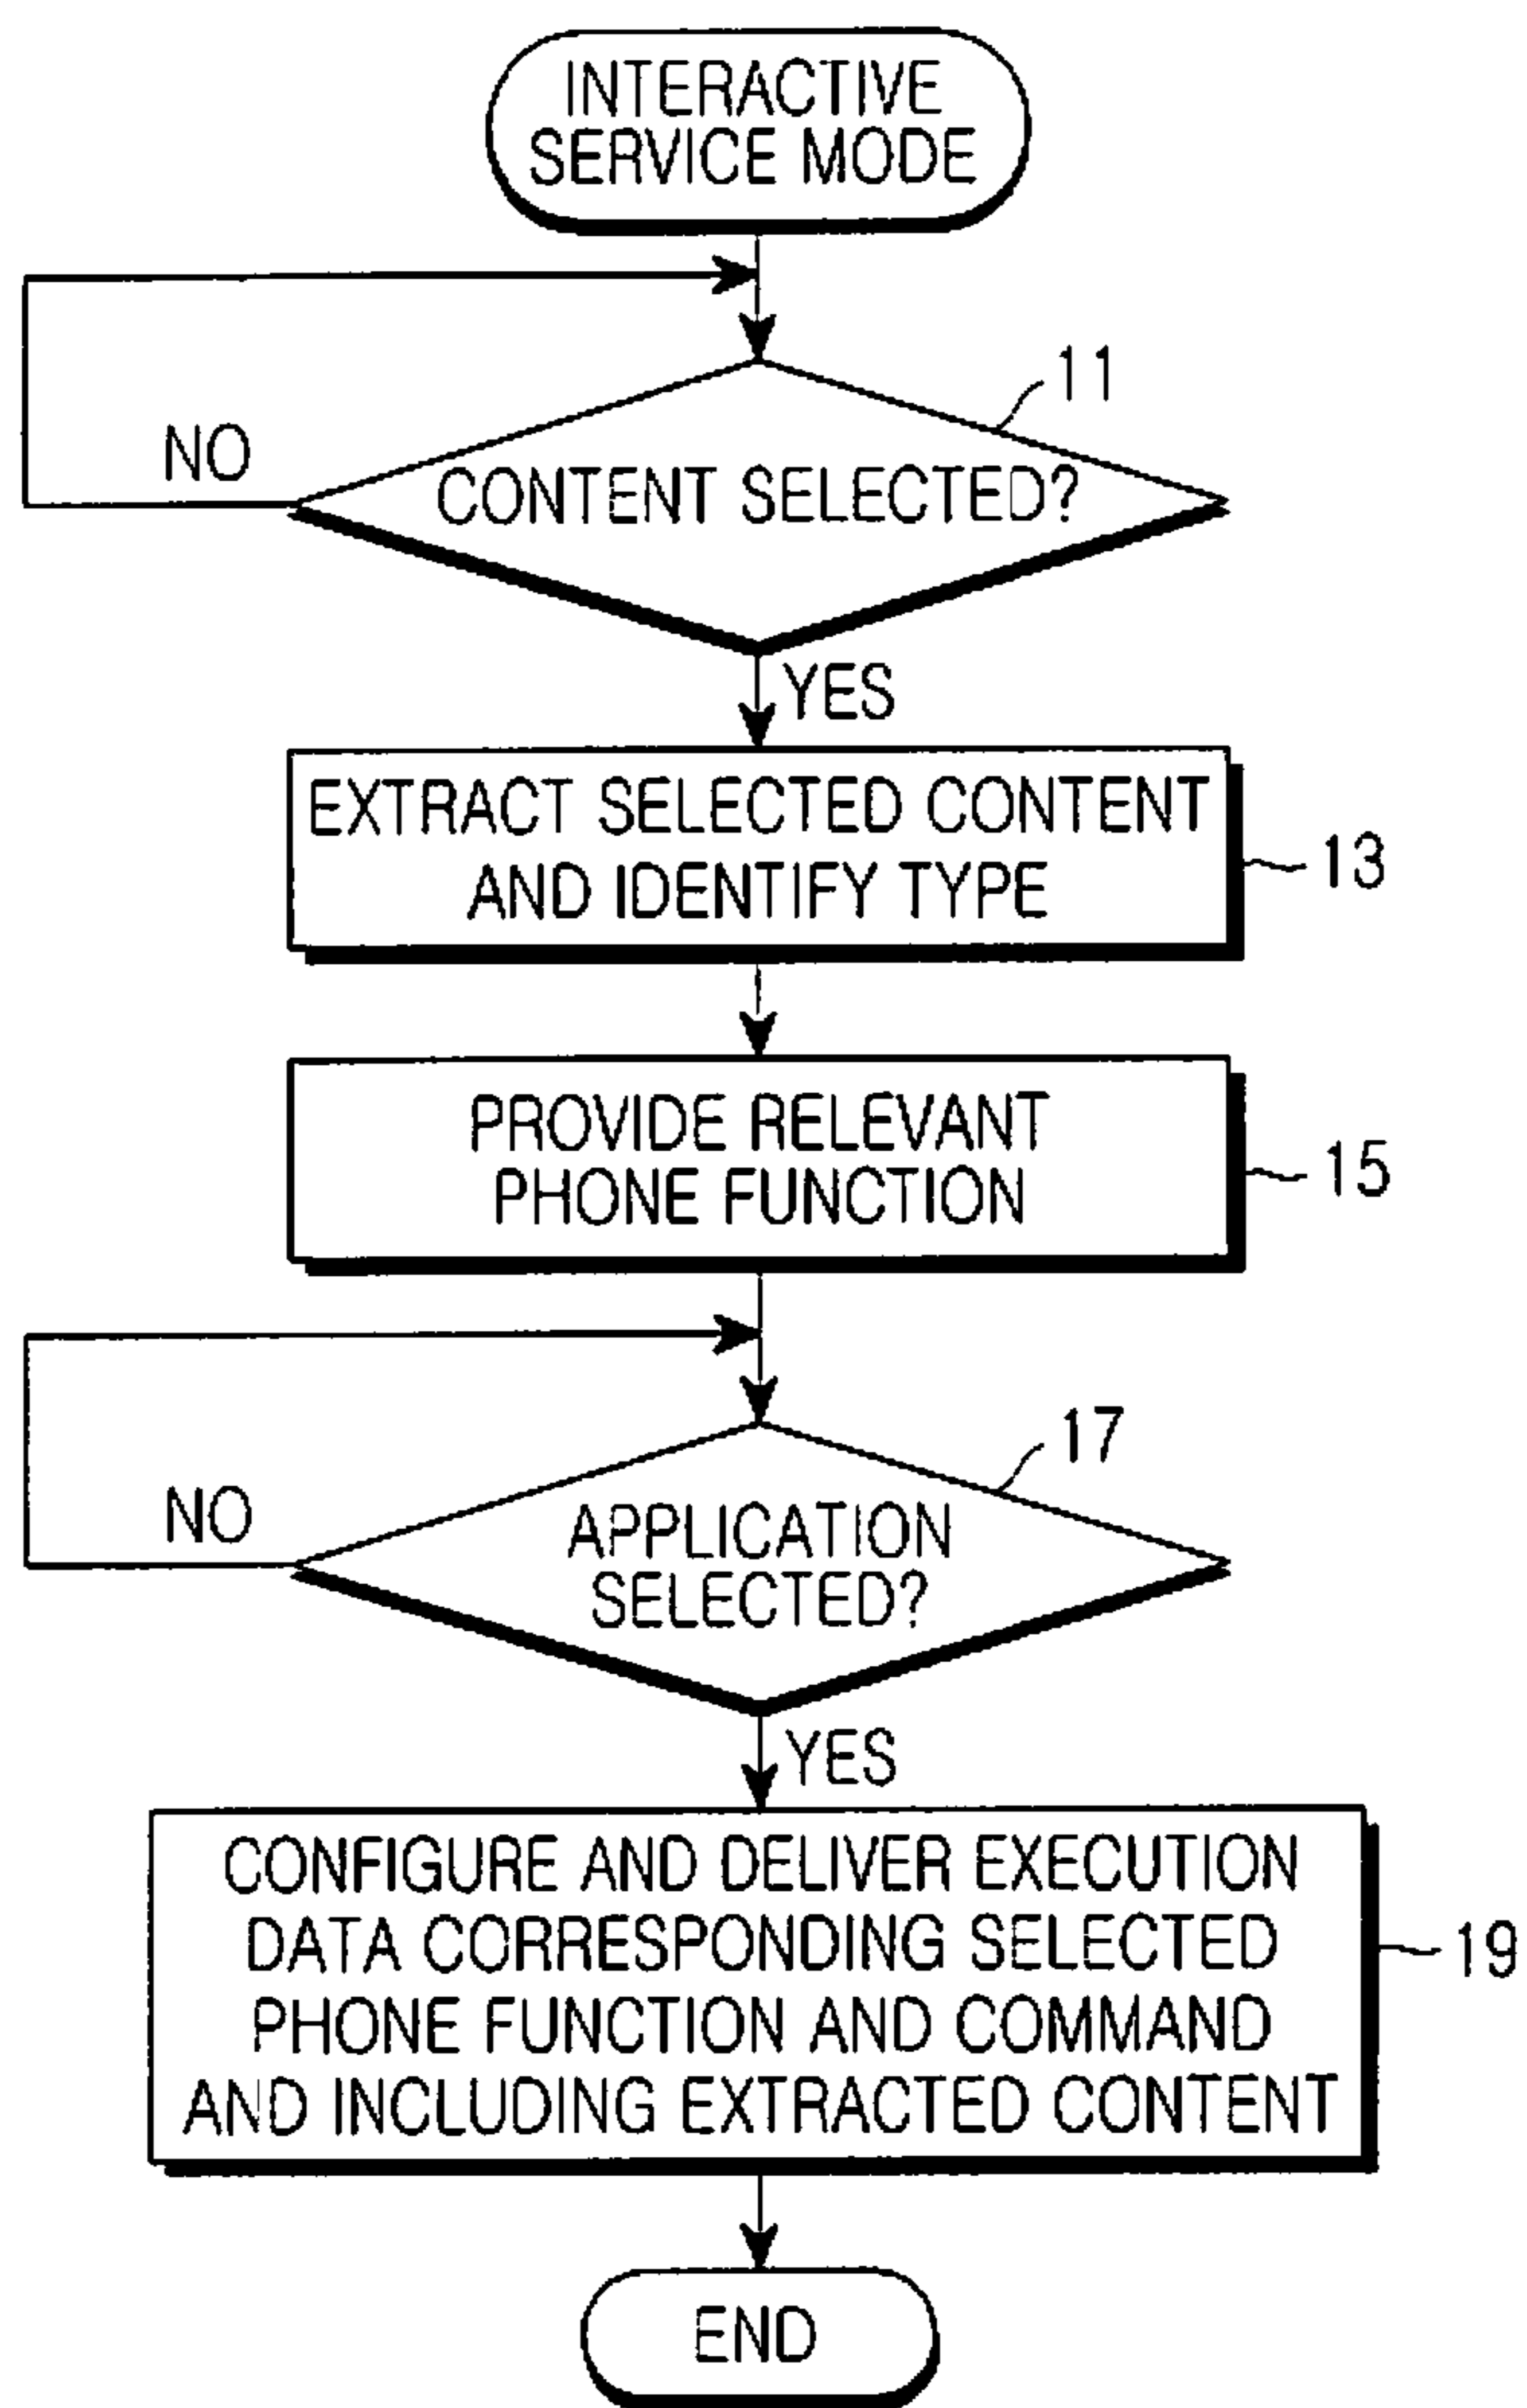 INTERACTIVE
SERVICE MODE
11
NO
CONTENT SELECTED?
YES
EXTRACT SELECTED CONTENT
AND IDENTIFY TYPE
13
PROVIDE RELEVANT
PHONE FUNCTION
15
17
NO
APPLICATION
SELECTED?
YES
CONFIGURE AND DELIVER EXECUTION
DATA CORRESPONDING SELECTED
PHONE FUNCTION AND COMMAND
AND INCLUDING EXTRACTED CONTENT
19
END